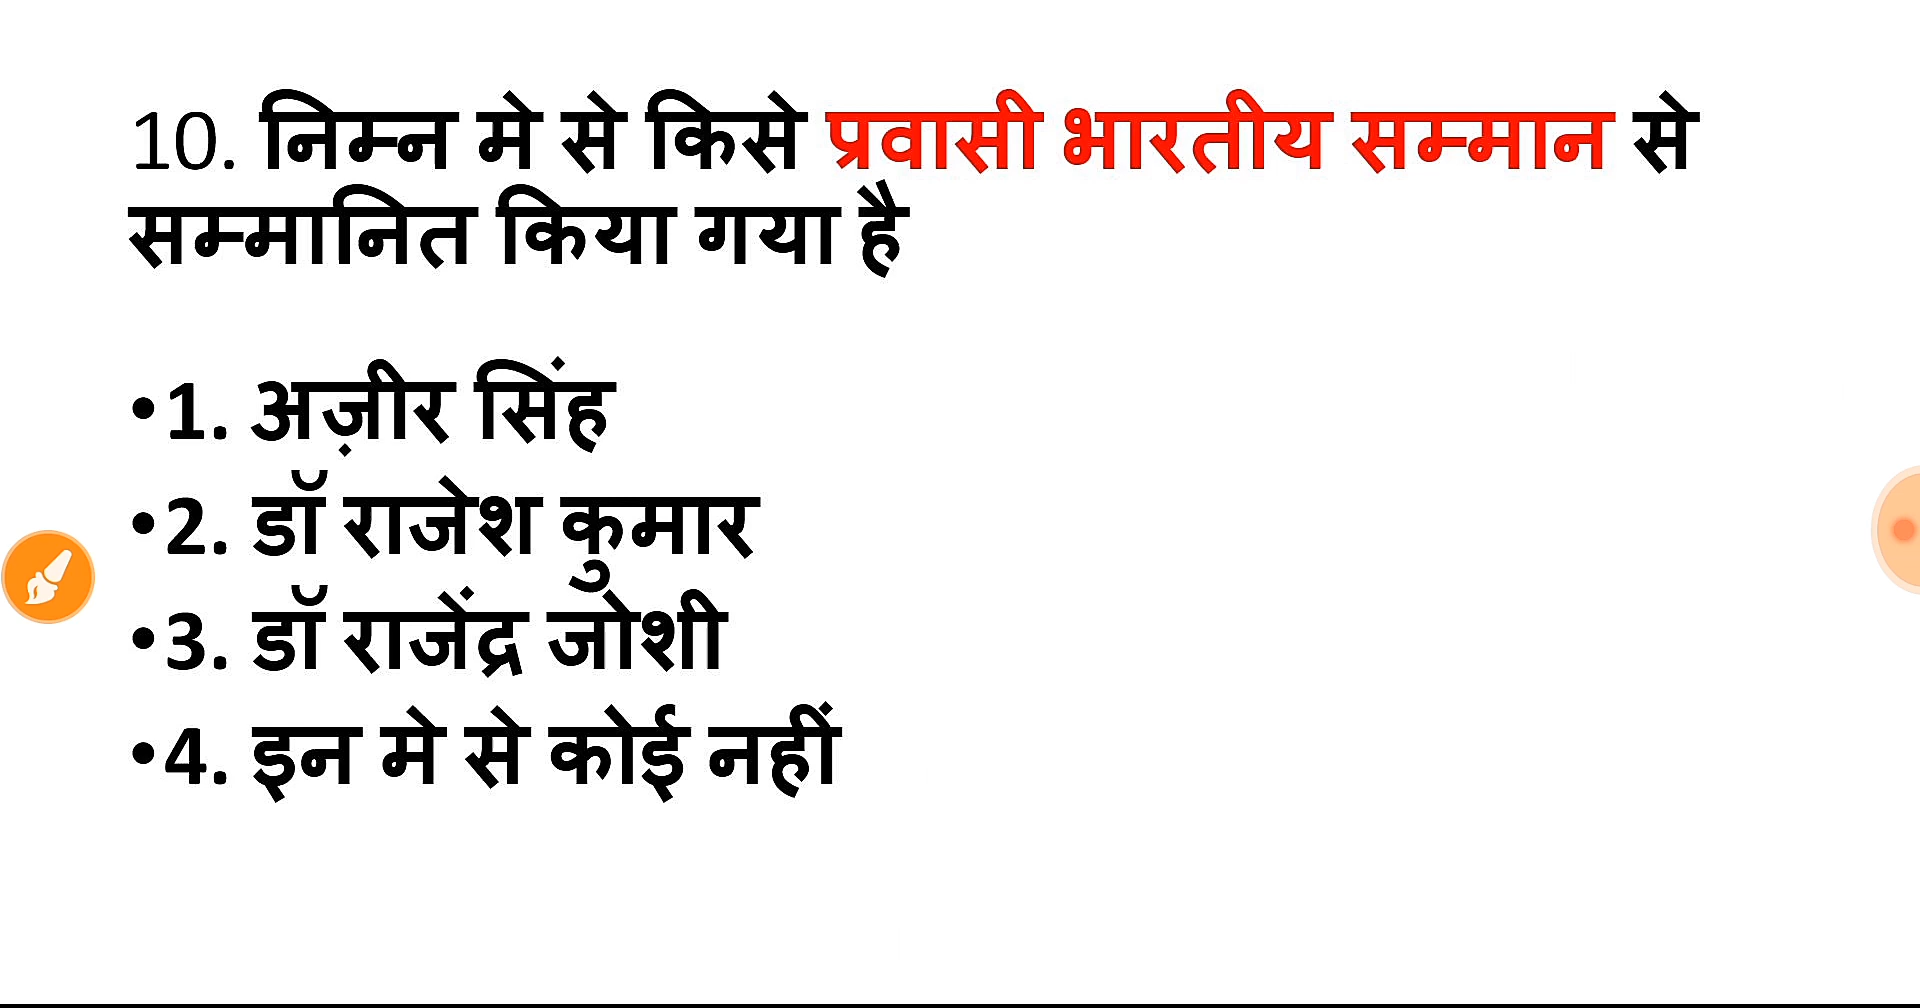 10. निम्न मे से किसे प्रवासी भारतीय सम्मान से
सम्मानित किया गया है
•1. अज़ीर सिंह
•2. डॉ राजेश कुमार
•3. डॉ राजेंद्र जोशी
•4. इन मे से कोई नहीं